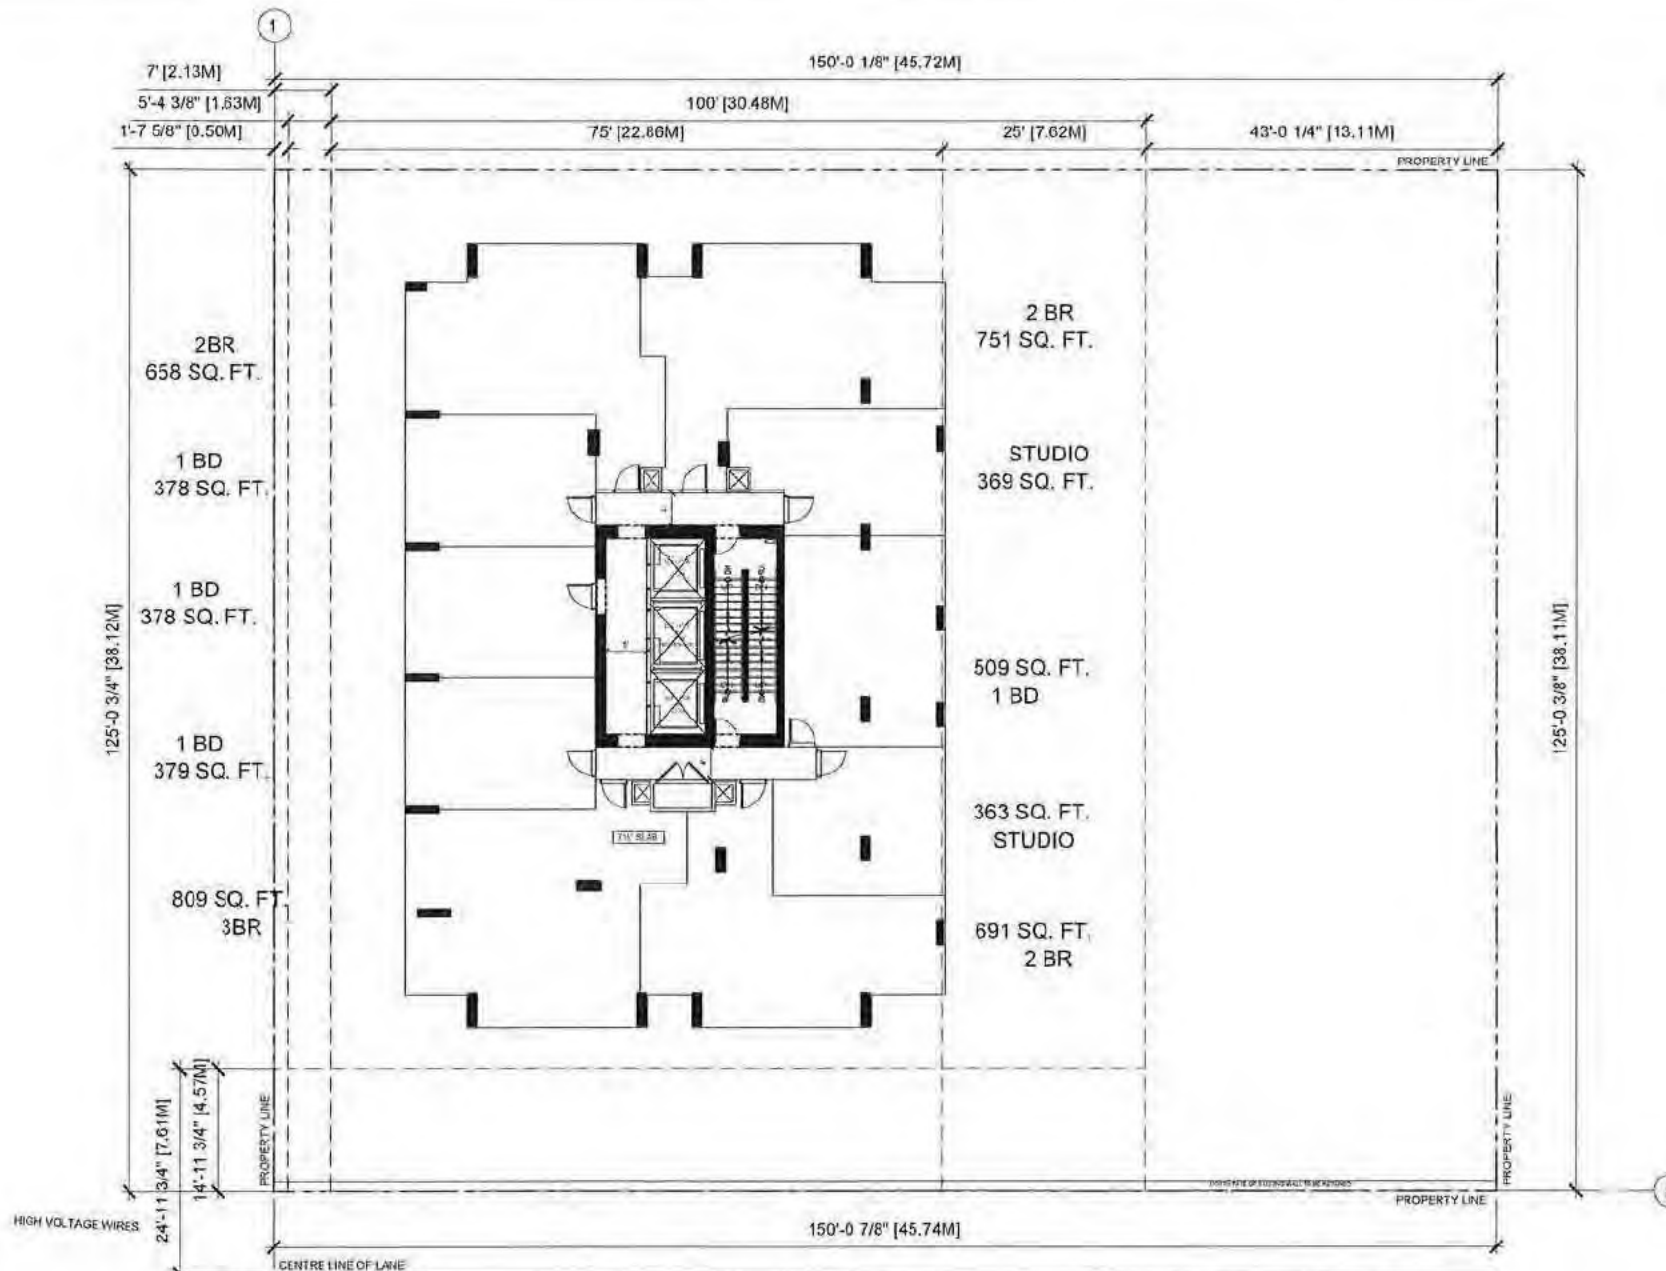 1
150'-0 1/8" [45.72M]
7' [2.13M]
5'-4 3/8" [1.63M]
100' [30.48M]
1'-7 5/8" [0.50M]
75' [22.86M]
25' [7.62M]
43'-0 1/4" [13.11M]
PROPERTY LINE
2BR
658 SQ. FT.
2 BR
751 SQ. FT.
1 BD
378 SQ. FT.
STUDIO
369 SQ. FT.
1 BD
378 SQ. FT.
125'-0 3/4" [38.12M]
125'-0 3/8" [38.11M]
509 SQ. FT.
1 BD
1 BD
379 SQ. FT.
363 SQ. FT.
STUDIO
SLAB
809 SQ. FT.
3BR
691 SQ. FT.
2 BR
14'-11 3/4" [4.57M]
24'-11 3/4" [7.61M]
PROPERTY LINE
PROPERTY LINE
PROPERTY LINE
HIGH VOLTAGE WIRES
150'-0 7/8" [45.74M]
CENTRE LINE OF LANE